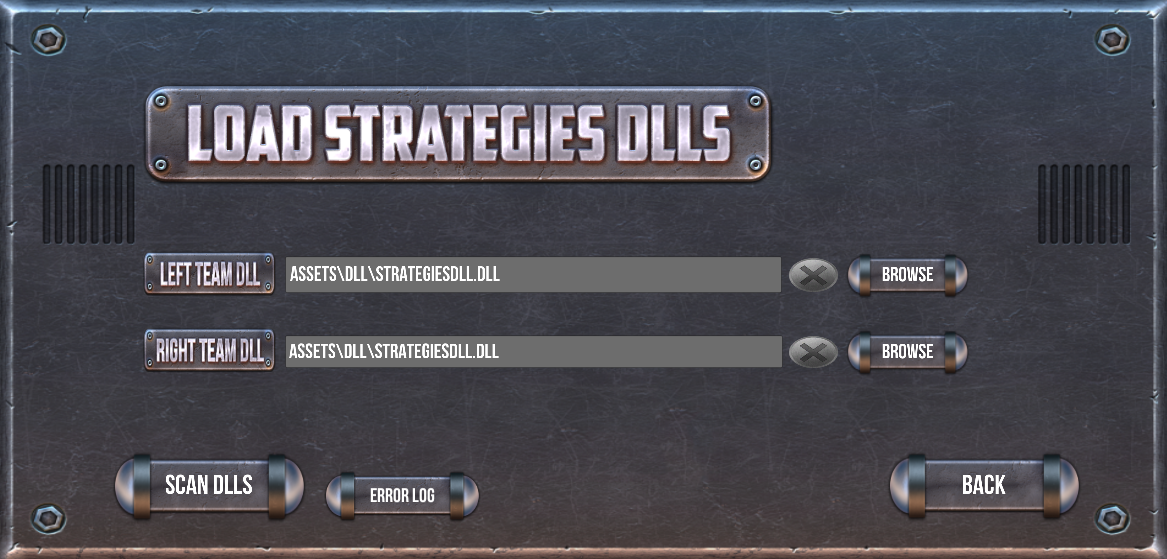 LOAD STRATEGIES DLLS
LEFT TEAM DLL
ASSETS\DLL\STRATEGIESDLL.DLL
BROWSE
RIGHT TEAM DLL
ASSETS\DLL\STRATEGIESDLL.DLL
BROWSE
SCAN DLLS
ERROR LOG
BACK